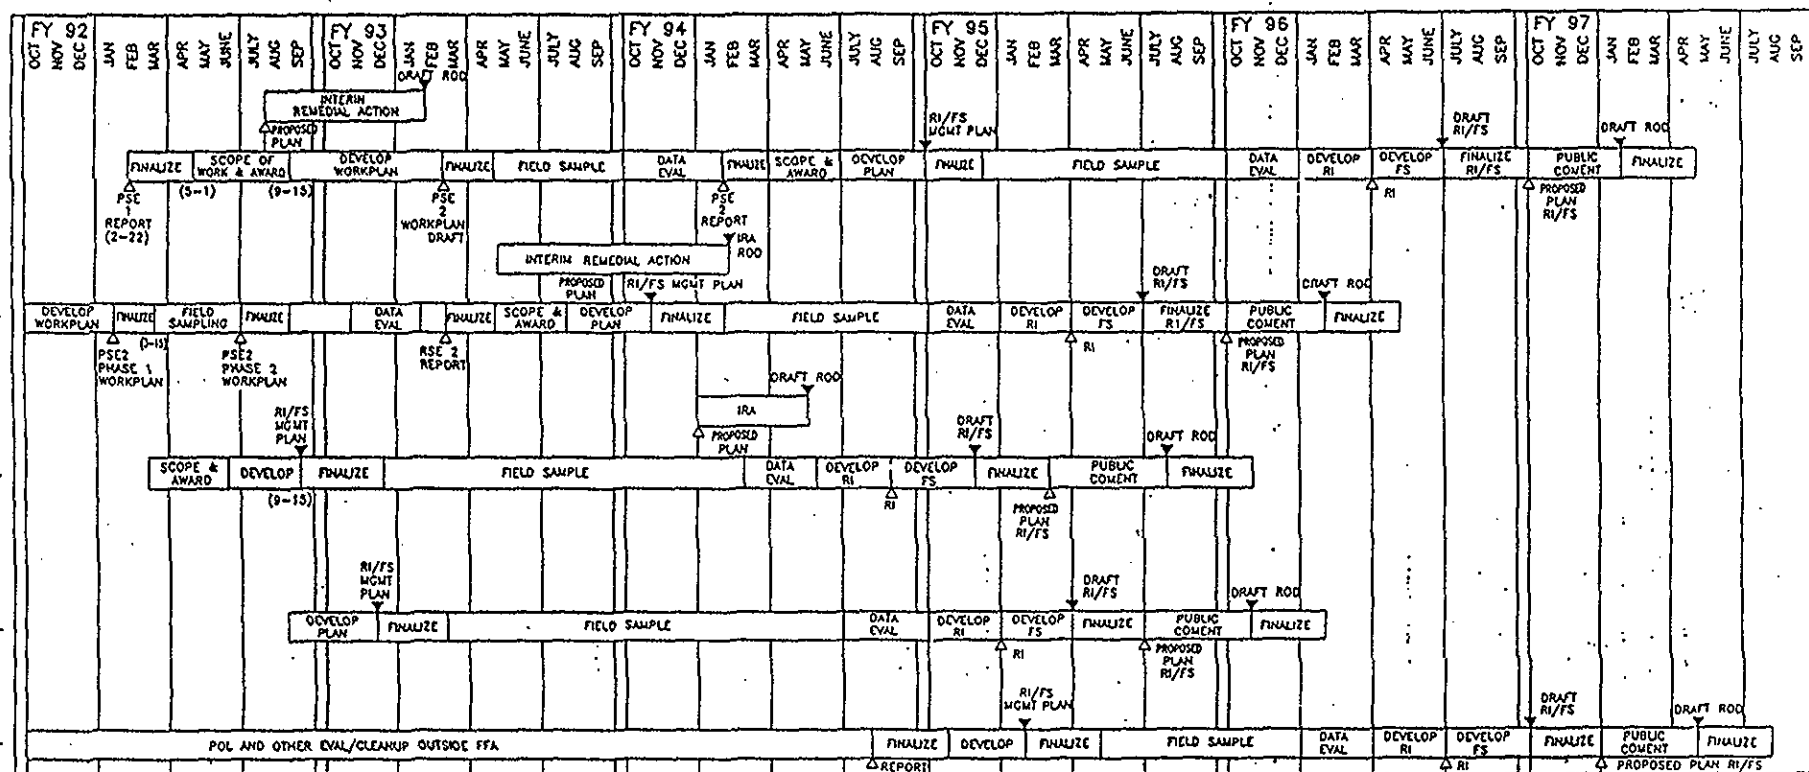 FY 92 FY 93 FY 94 FY 95 FY 96 FY 97
OCT NOV DEC JAN FEB MAR APR MAY JUNE JULY AUG SEP OCT NOV DEC JAN FEB MAR APR MAY JUNE JULY AUG SEP OCT NOV DEC JAN FEB MAR APR MAY JUNE JULY AUG SEP OCT NOV DEC JAN FEB MAR APR MAY JUNE JULY AUG SEP OCT NOV DEC JAN FEB MAR APR MAY JUNE JULY AUG SEP OCT NOV DEC JAN FEB MAR APR MAY JUNE JULY AUG SEP
DRAFT ROD
INTERIM
REMEDIAL ACTION
PROPOSED
PLAN
RI/FS
MGMT PLAN
DRAFT
RI/FS
DRAFT ROD
FINALIZE
SCOPE OF
WORK & AWARD
DEVELOP
WORKPLAN
FINALIZE
FIELD SAMPLE
DATA
EVAL
FINALIZE
SCOPE &
AWARD
DEVELOP
PLAN
FINALIZE
FIELD SAMPLE
DATA
EVAL
DEVELOP
RI
DEVELOP
FS
FINALIZE
RI/FS
PUBLIC
COMENT
FINALIZE
PSE
1
REPORT
(2-22)
(5-1)
(9-15)
PSE
2
WORKPLAN
DRAFT
PSE
2
REPORT
RI
PROPOSED
PLAN
RI/FS
INTERIM REMEDIAL ACTION
IRA
ROD
PROPOSED
PLAN
RI/FS MGMT PLAN
DRAFT
RI/FS
DRAFT ROD
DEVELOP
WORKPLAN
FINALIZE
FIELD
SAMPLING
FINALIZE
DATA
EVAL
FINALIZE
SCOPE &
AWARD
DEVELOP
PLAN
FINALIZE
FIELD SAMPLE
DATA
EVAL
DEVELOP
RI
DEVELOP
FS
FINALIZE
RI/FS
PUBLIC
COMENT
FINALIZE
PSE2
PHASE 1
WORKPLAN
PSE2
PHASE 2
WORKPLAN
RSE 2
REPORT
RI
PROPOSED
PLAN
RI/FS
IRA
DRAFT ROD
PROPOSED
PLAN
RI/FS
MGMT
PLAN
DRAFT
RI/FS
DRAFT ROD
SCOPE &
AWARD
DEVELOP
FINALIZE
FIELD SAMPLE
DATA
EVAL
DEVELOP
RI
DEVELOP
FS
FINALIZE
PUBLIC
COMENT
FINALIZE
(9-15)
RI
PROPOSED
PLAN
RI/FS
RI/FS
MGMT
PLAN
DRAFT
RI/FS
DRAFT ROD
DEVELOP
PLAN
FINALIZE
FIELD SAMPLE
DATA
EVAL
DEVELOP
RI
DEVELOP
FS
FINALIZE
PUBLIC
COMENT
FINALIZE
RI
PROPOSED
PLAN
RI/FS
RI/FS
MGMT PLAN
DRAFT
RI/FS
DRAFT ROD
POL AND OTHER EVAL/CLEANUP OUTSIDE FFA
FINALIZE
DEVELOP
FINALIZE
FIELD SAMPLE
DATA
EVAL
DEVELOP
RI
DEVELOP
FS
FINALIZE
PUBLIC
COMENT
FINALIZE
REPORT
RI
PROPOSED PLAN RI/FS